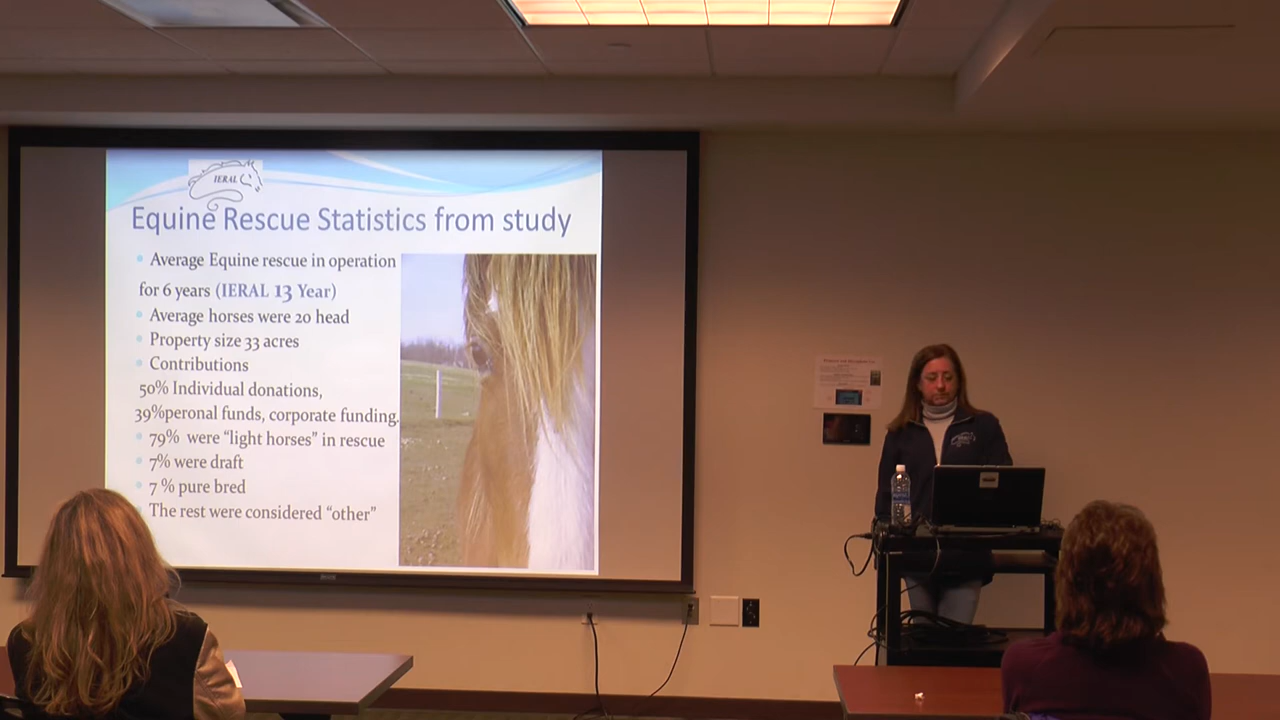 IERAL
Equine Rescue Statistics from study
Average Equine rescue in operation
for 6 years (IERAL 13 Year)
Average horses were 20 head
Property size 33 acres
Contributions
50% Individual donations,
39%peronal funds, corporate funding.
79% were “light horses” in rescue
7% were draft
7 % pure bred
The rest were considered “other”